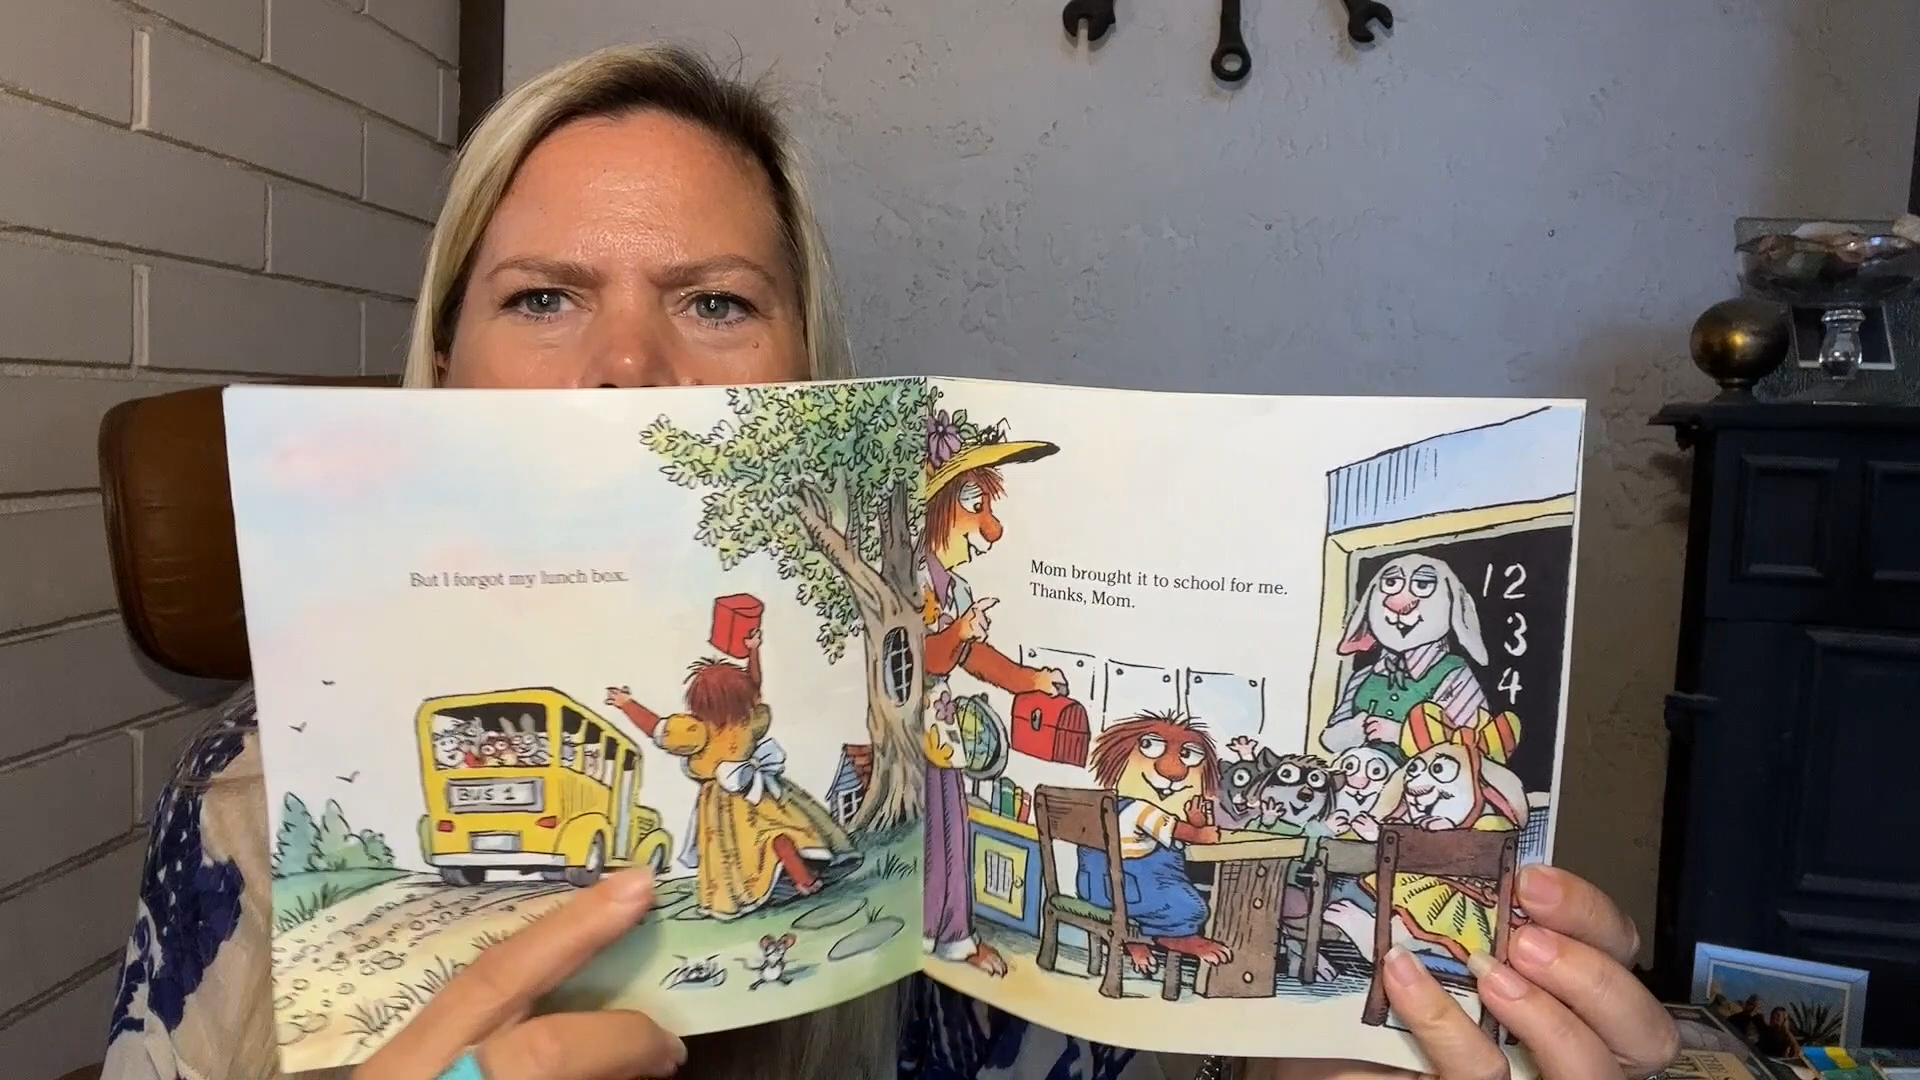 But I forgot my lunch box.
BUS 1
Mom brought it to school for me.
Thanks, Mom.
1 2
3
4